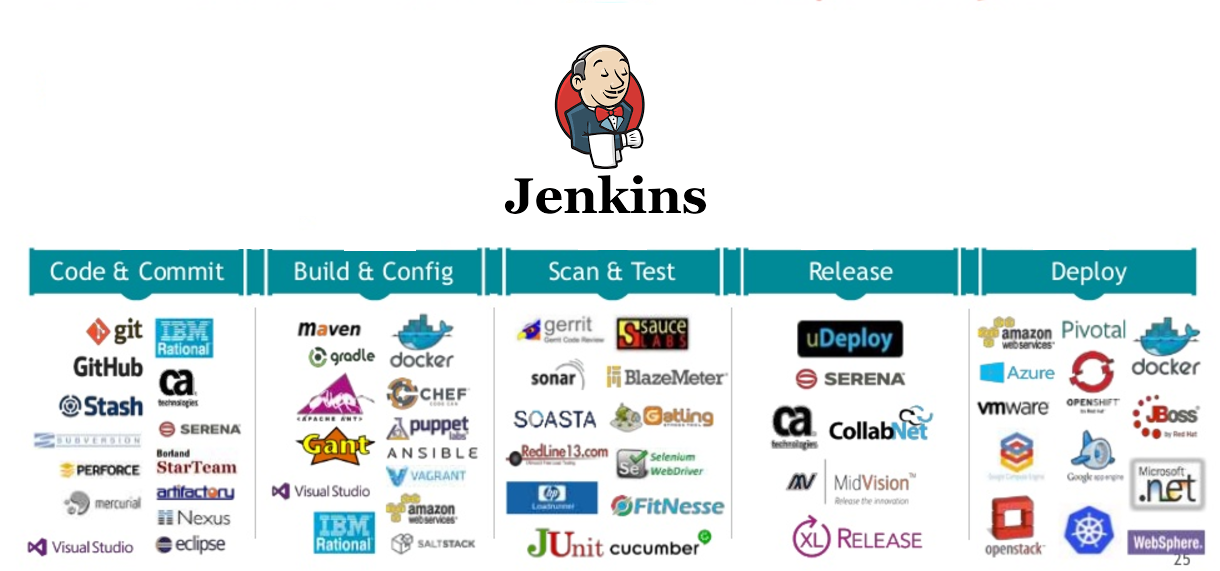 Jenkins
Code & Commit
Build & Config
Scan & Test
Release
Deploy
git
IBM
Rational
GitHub
ca
technologies
Stash
SUBVERSION
SERENA
PERFORCE
Borland
StarTeam
mercurial
artifactory
Nexus
Visual Studio
eclipse
maven
gradle
docker
APACHE ANT
CHEF
Gant
puppet
labs
ANSIBLE
VAGRANT
Visual Studio
amazon
webservices
IBM
Rational
SALTSTACK
gerrit
Gerrit Code Review
Sauce
LABS
sonar
BlazeMeter
SOASTA
Gatling
RedLine13.com
Se
Selenium
WebDriver
hp
Loadrunner
FitNesse
JUnit
cucumber
uDeploy
SERENA
ca
technologies
CollabNet
MidVision™
Release the innovation
XL RELEASE
amazon
webservices
Pivotal
docker
Azure
OPENSHIFT
by Red Hat
vmware
JBoss
by Red Hat
Google Compute Engine
Google app engine
Microsoft
.net
openstack
WebSphere.
25